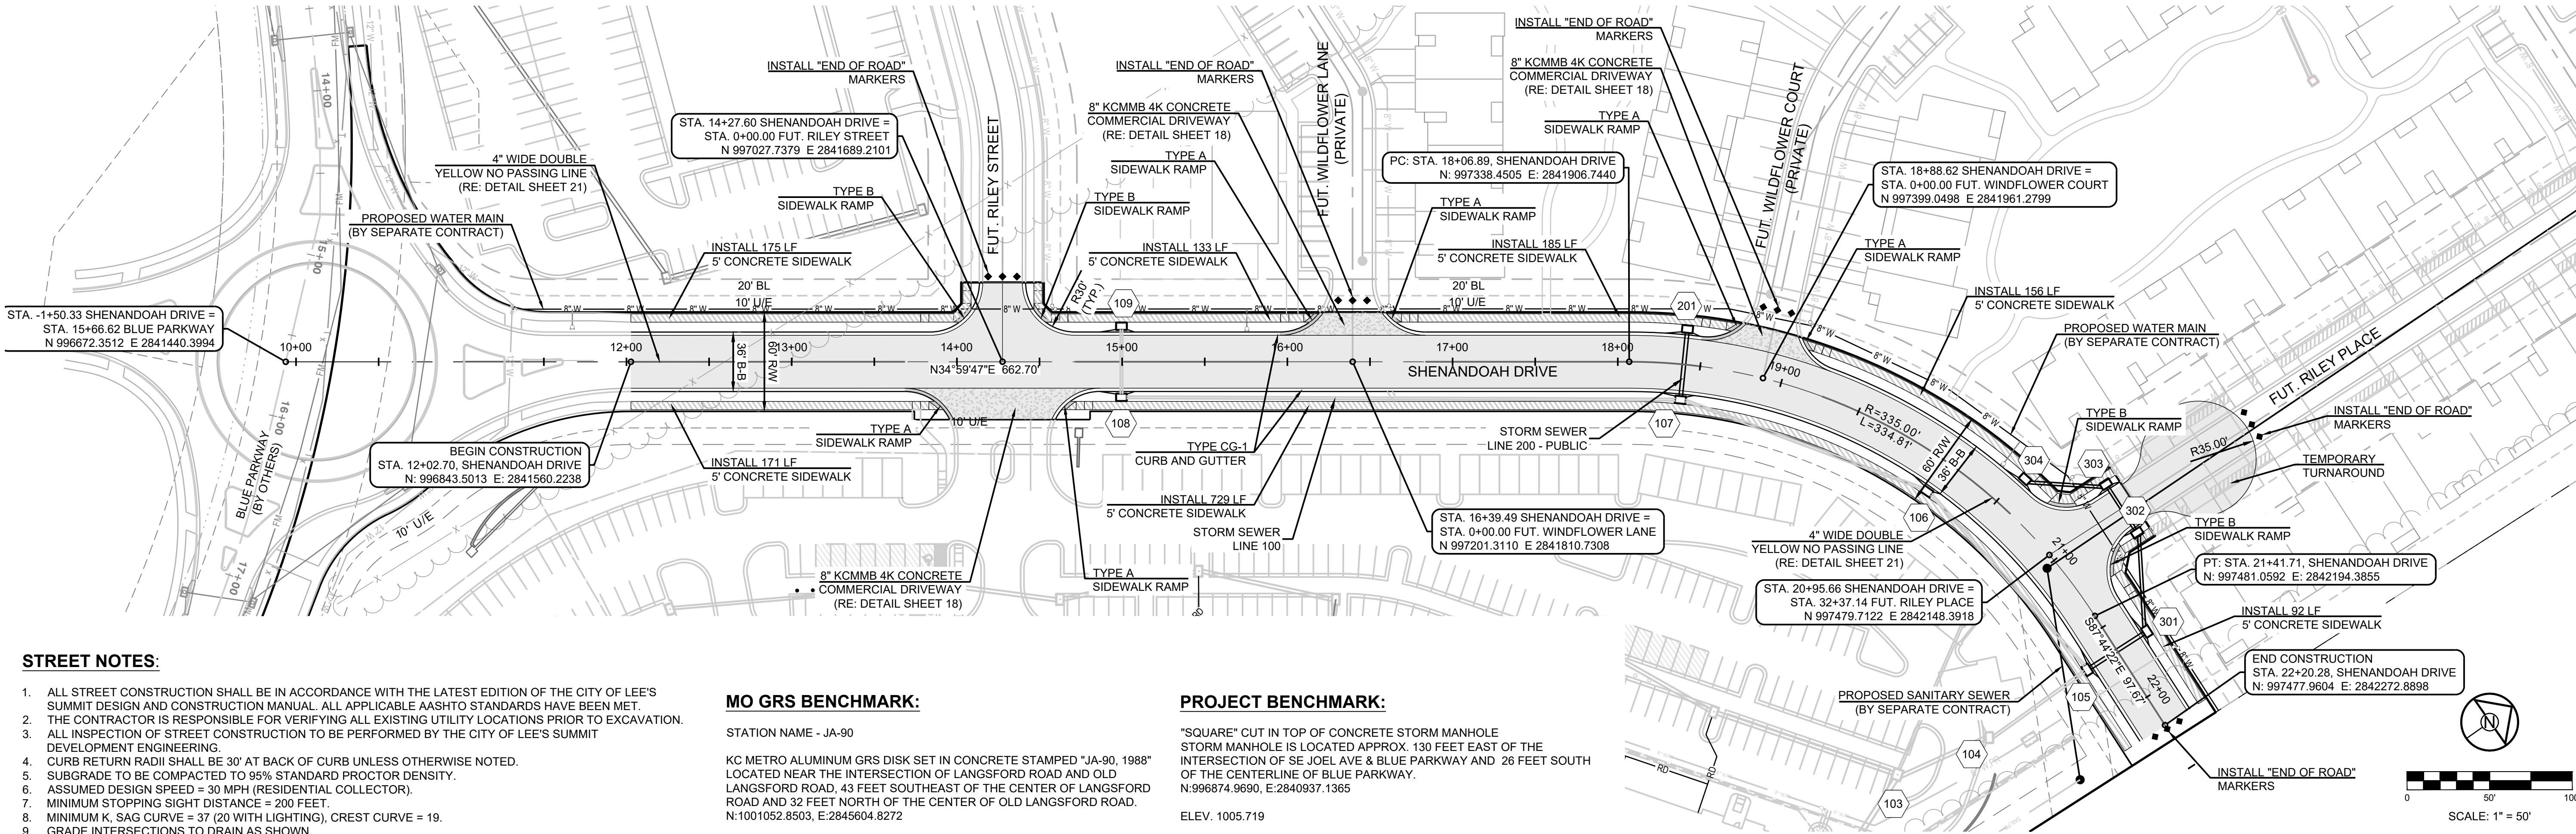 INSTALL "END OF ROAD"
MARKERS
8" KCMMB 4K CONCRETE
COMMERCIAL DRIVEWAY
(RE: DETAIL SHEET 18)
TYPE A
SIDEWALK RAMP
INSTALL "END OF ROAD"
MARKERS
STA. 14+27.60 SHENANDOAH DRIVE =
STA. 0+00.00 FUT. RILEY STREET
N 997027.7379  E 2841689.2101
4" WIDE DOUBLE
YELLOW NO PASSING LINE
(RE: DETAIL SHEET 21)
PROPOSED WATER MAIN
(BY SEPARATE CONTRACT)
TYPE B
SIDEWALK RAMP
FUT. RILEY STREET
INSTALL "END OF ROAD"
MARKERS
8" KCMMB 4K CONCRETE
COMMERCIAL DRIVEWAY
(RE: DETAIL SHEET 18)
TYPE A
SIDEWALK RAMP
TYPE B
SIDEWALK RAMP
FUT. WILDFLOWER LANE
(PRIVATE)
PC: STA. 18+06.89, SHENANDOAH DRIVE
N: 997338.4505  E: 2841906.7440
TYPE A
SIDEWALK RAMP
FUT. WILDFLOWER COURT
(PRIVATE)
STA. 18+88.62 SHENANDOAH DRIVE =
STA. 0+00.00 FUT. WINDFLOWER COURT
N 997399.0498  E 2841961.2799
TYPE A
SIDEWALK RAMP
INSTALL 175 LF
5' CONCRETE SIDEWALK
INSTALL 133 LF
5' CONCRETE SIDEWALK
INSTALL 185 LF
5' CONCRETE SIDEWALK
INSTALL 156 LF
5' CONCRETE SIDEWALK
PROPOSED WATER MAIN
(BY SEPARATE CONTRACT)
20' BL
10' U/E
R30'
(TYP.)
109
20' BL
10' U/E
201
STA. -1+50.33 SHENANDOAH DRIVE =
STA. 15+66.62 BLUE PARKWAY
N 996672.3512  E 2841440.3994
14+00
15+00
16+00
17+00
10+00
12+00
13+00
14+00
15+00
16+00
17+00
18+00
19+00
36' B-B
60' R/W
N34°59'47"E  662.70'
SHENANDOAH DRIVE
R=335.00'
L=334.81'
60' R/W
36' B-B
FUT. RILEY PLACE
INSTALL "END OF ROAD"
MARKERS
R35.00'
TEMPORARY
TURNAROUND
TYPE B
SIDEWALK RAMP
304
303
302
TYPE B
SIDEWALK RAMP
BLUE PARKWAY
(BY OTHERS)
10' U/E
BEGIN CONSTRUCTION
STA. 12+02.70, SHENANDOAH DRIVE
N: 996843.5013  E: 2841560.2238
INSTALL 171 LF
5' CONCRETE SIDEWALK
TYPE A
SIDEWALK RAMP
10' U/E
108
TYPE CG-1
CURB AND GUTTER
INSTALL 729 LF
5' CONCRETE SIDEWALK
STORM SEWER
LINE 100
STORM SEWER
LINE 200 - PUBLIC
107
STA. 16+39.49 SHENANDOAH DRIVE =
STA. 0+00.00 FUT. WINDFLOWER LANE
N 997201.3110  E 2841810.7308
106
4" WIDE DOUBLE
YELLOW NO PASSING LINE
(RE: DETAIL SHEET 21)
21+00
PT: STA. 21+41.71, SHENANDOAH DRIVE
N: 997481.0592  E: 2842194.3855
STA. 20+95.66 SHENANDOAH DRIVE =
STA. 32+37.14 FUT. RILEY PLACE
N 997479.7122  E 2842148.3918
8" KCMMB 4K CONCRETE
COMMERCIAL DRIVEWAY
(RE: DETAIL SHEET 18)
TYPE A
SIDEWALK RAMP
INSTALL 92 LF
5' CONCRETE SIDEWALK
301
S87°44'22"E  97.67'
22+00
END CONSTRUCTION
STA. 22+20.28, SHENANDOAH DRIVE
N: 997477.9604  E: 2842272.8898
PROPOSED SANITARY SEWER
(BY SEPARATE CONTRACT)
105
104
103
RD
RD
INSTALL "END OF ROAD"
MARKERS
N
0
50'
100
SCALE: 1" = 50'
STREET NOTES:
1. ALL STREET CONSTRUCTION SHALL BE IN ACCORDANCE WITH THE LATEST EDITION OF THE CITY OF LEE'S
SUMMIT DESIGN AND CONSTRUCTION MANUAL. ALL APPLICABLE AASHTO STANDARDS HAVE BEEN MET.
2. THE CONTRACTOR IS RESPONSIBLE FOR VERIFYING ALL EXISTING UTILITY LOCATIONS PRIOR TO EXCAVATION.
3. ALL INSPECTION OF STREET CONSTRUCTION TO BE PERFORMED BY THE CITY OF LEE'S SUMMIT
DEVELOPMENT ENGINEERING.
4. CURB RETURN RADII SHALL BE 30' AT BACK OF CURB UNLESS OTHERWISE NOTED.
5. SUBGRADE TO BE COMPACTED TO 95% STANDARD PROCTOR DENSITY.
6. ASSUMED DESIGN SPEED = 30 MPH (RESIDENTIAL COLLECTOR).
7. MINIMUM STOPPING SIGHT DISTANCE = 200 FEET.
8. MINIMUM K, SAG CURVE = 37 (20 WITH LIGHTING), CREST CURVE = 19.
9. GRADE INTERSECTIONS TO DRAIN AS SHOWN
MO GRS BENCHMARK:
STATION NAME - JA-90
KC METRO ALUMINUM GRS DISK SET IN CONCRETE STAMPED "JA-90, 1988"
LOCATED NEAR THE INTERSECTION OF LANGSFORD ROAD AND OLD
LANGSFORD ROAD, 43 FEET SOUTHEAST OF THE CENTER OF LANGSFORD
ROAD AND 32 FEET NORTH OF THE CENTER OF OLD LANGSFORD ROAD.
N:1001052.8503, E:2845604.8272
PROJECT BENCHMARK:
"SQUARE" CUT IN TOP OF CONCRETE STORM MANHOLE
STORM MANHOLE IS LOCATED APPROX. 130 FEET EAST OF THE
INTERSECTION OF SE JOEL AVE & BLUE PARKWAY AND  26 FEET SOUTH
OF THE CENTERLINE OF BLUE PARKWAY.
N:996874.9690, E:2840937.1365
ELEV. 1005.719